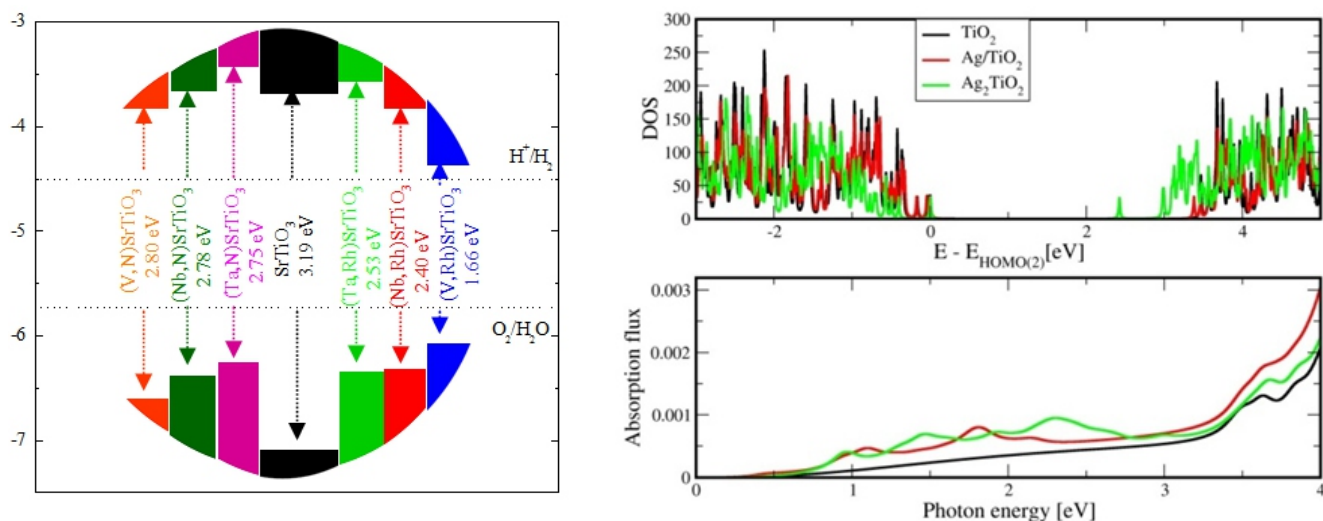 -3
-4
-5
-6
-7
H⁺/H₂
O₂/H₂O
(V,N)SrTiO₃
2.80 eV
(Nb,N)SrTiO₃
2.78 eV
(Ta,N)SrTiO₃
2.75 eV
SrTiO₃
3.19 eV
(Ta,Rh)SrTiO₃
2.53 eV
(Nb,Rh)SrTiO₃
2.40 eV
(V,Rh)SrTiO₃
1.66 eV
DOS
300
250
200
150
100
50
0
TiO₂
Ag/TiO₂
Ag₂TiO₂
-2 0 2 4
E - E_HOMO(2)[eV]
Absorption flux
0.003
0.002
0.001
0
0 1 2 3 4
Photon energy [eV]